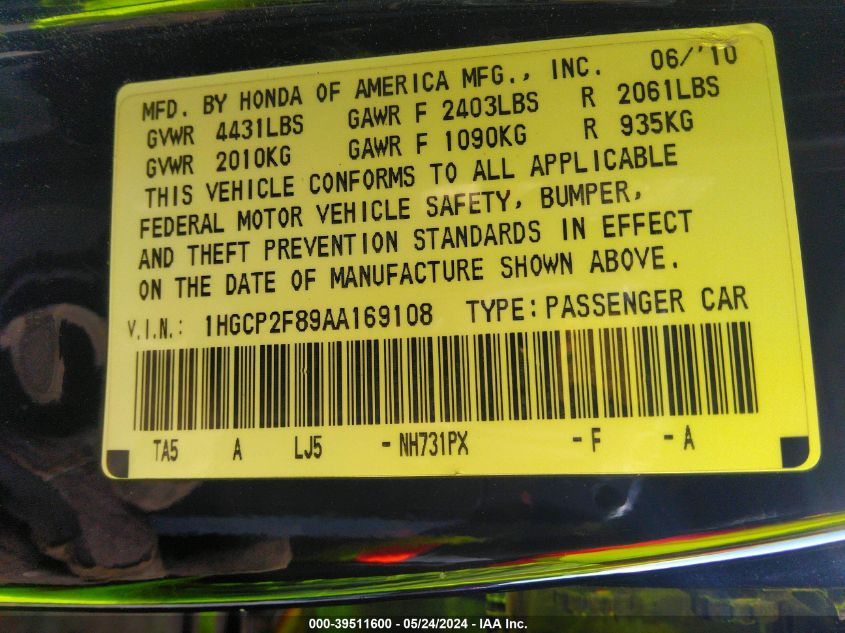 MFD. BY HONDA OF AMERICA MFG., INC. 06/'10
GVWR 4431LBS GAWR F 2403LBS R 2061LBS
GVWR 2010KG GAWR F 1090KG R 935KG
THIS VEHICLE CONFORMS TO ALL APPLICABLE
FEDERAL MOTOR VEHICLE SAFETY, BUMPER,
AND THEFT PREVENTION STANDARDS IN EFFECT
ON THE DATE OF MANUFACTURE SHOWN ABOVE.
V.I.N.: 1HGCP2F89AA169108 TYPE: PASSENGER CAR
TA5 A LJ5 -NH731PX -F -A
000-39511600 - 05/24/2024 - IAA Inc.